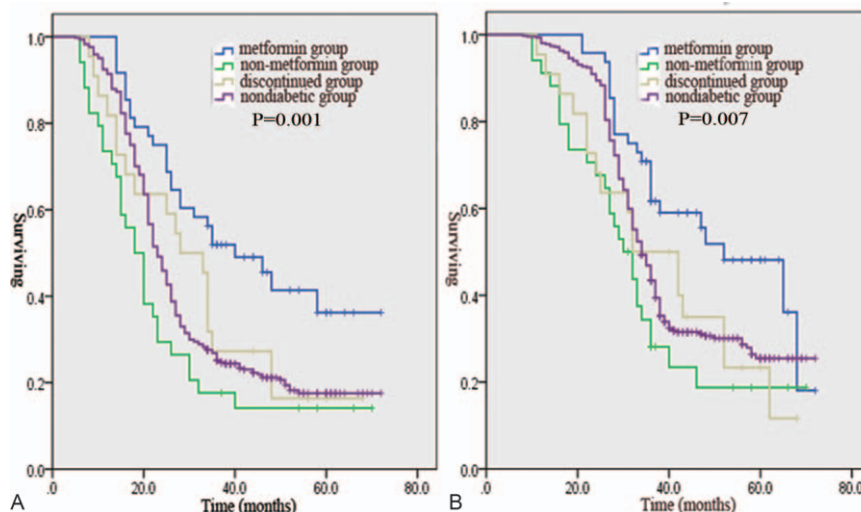 metformin group
non-metformin group
discontinued group
nondiabetic group
P=0.001
1.0
0.8
0.6
0.4
0.2
0.0
Surviving
.0 20.0 40.0 60.0 80.0
Time (months)
A
metformin group
non-metformin group
discontinued group
nondiabetic group
P=0.007
1.0
0.8
0.6
0.4
0.2
0.0
Surviving
.0 20.0 40.0 60.0 80.0
Time (months)
B